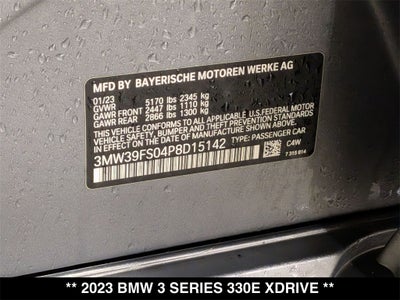 MFD BY BAYERISCHE MOTOREN WERKE AG
01/23
GVWR 5170 lbs 2345 kg
GAWR FRONT 2447 lbs 1110 kg
GAWR REAR 2866 lbs 1300 kg
THIS VEHICLE CONFORMS TO ALL APPLICABLE U.S. FEDERAL MOTOR
VEHICLE SAFETY, BUMPER, AND THEFT PREVENTION STANDARDS IN
EFFECT ON THE DATE OF MANUFACTURE SHOWN ABOVE.
3MW39FS04P8D15142 TYPE: PASSENGER CAR
C4W
7 355 814
** 2023 BMW 3 SERIES 330E XDRIVE **